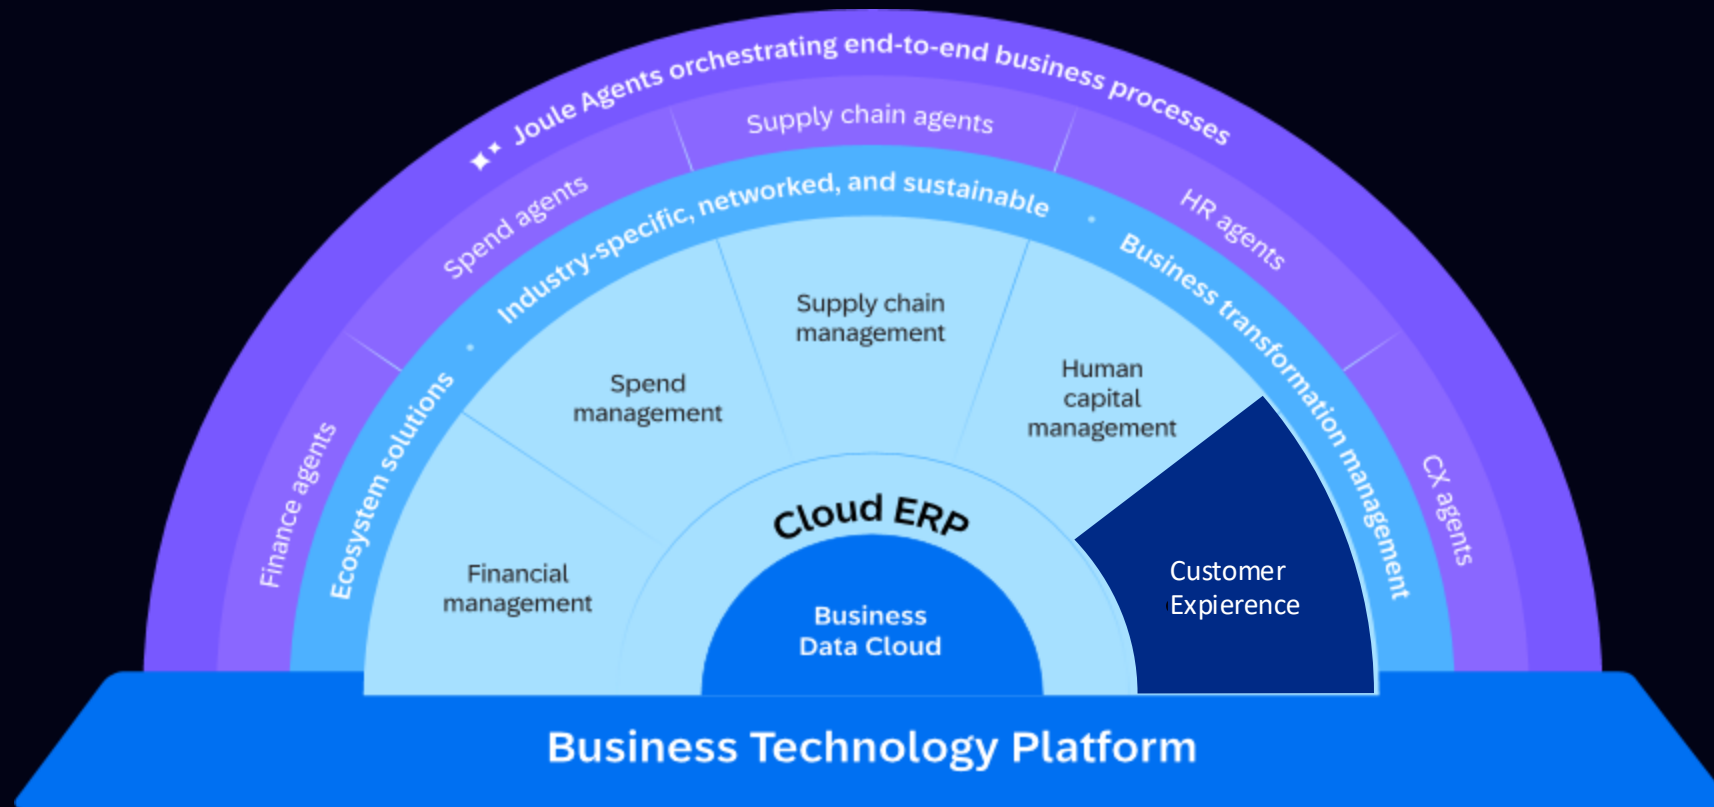 Joule Agents orchestrating end-to-end business processes
Finance agents
Spend agents
Supply chain agents
HR agents
CX agents
Ecosystem solutions • Industry-specific, networked, and sustainable • Business transformation management
Financial
management
Spend
management
Supply chain
management
Human
capital
management
Customer
Expierence
Cloud ERP
Business
Data Cloud
Business Technology Platform